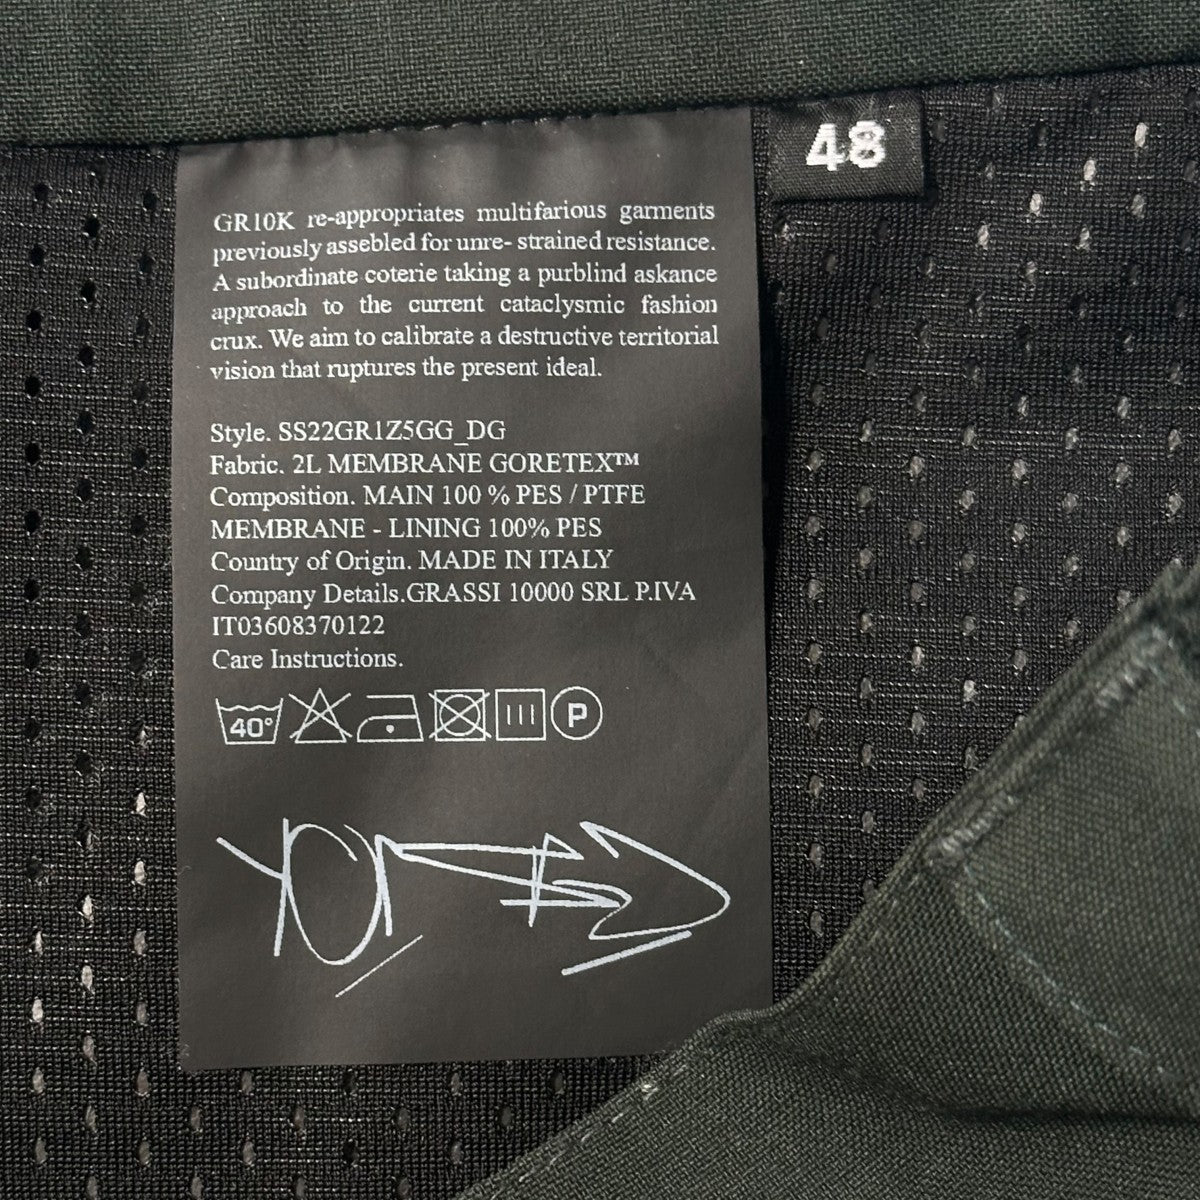 48
GR10K re-appropriates multifarious garments
previously assebled for unre- strained resistance.
A subordinate coterie taking a purblind askance
approach to the current cataclysmic fashion
crux. We aim to calibrate a destructive territorial
vision that ruptures the present ideal.
Style. SS22GR1Z5GG_DG
Fabric. 2L MEMBRANE GORETEX™
Composition. MAIN 100 % PES / PTFE
MEMBRANE - LINING 100% PES
Country of Origin. MADE IN ITALY
Company Details.GRASSI 10000 SRL P.IVA
IT03608370122
Care Instructions.
40° P